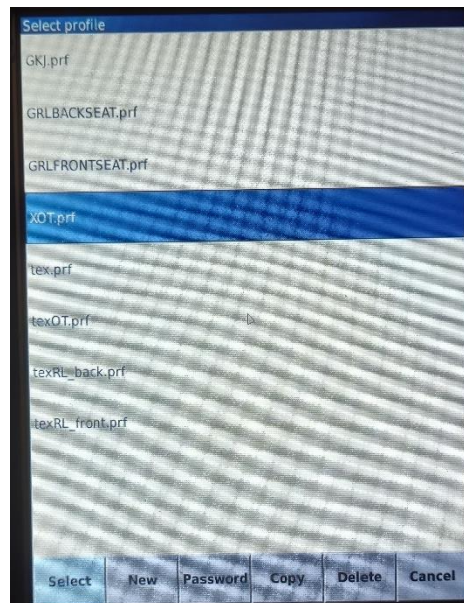 Select profile
GKJ.prf
GRLBACKSEAT.prf
GRLFRONTSEAT.prf
XOT.prf
tex.prf
texOT.prf
texRL_back.prf
texRL_front.prf
Select New Password Copy Delete Cancel